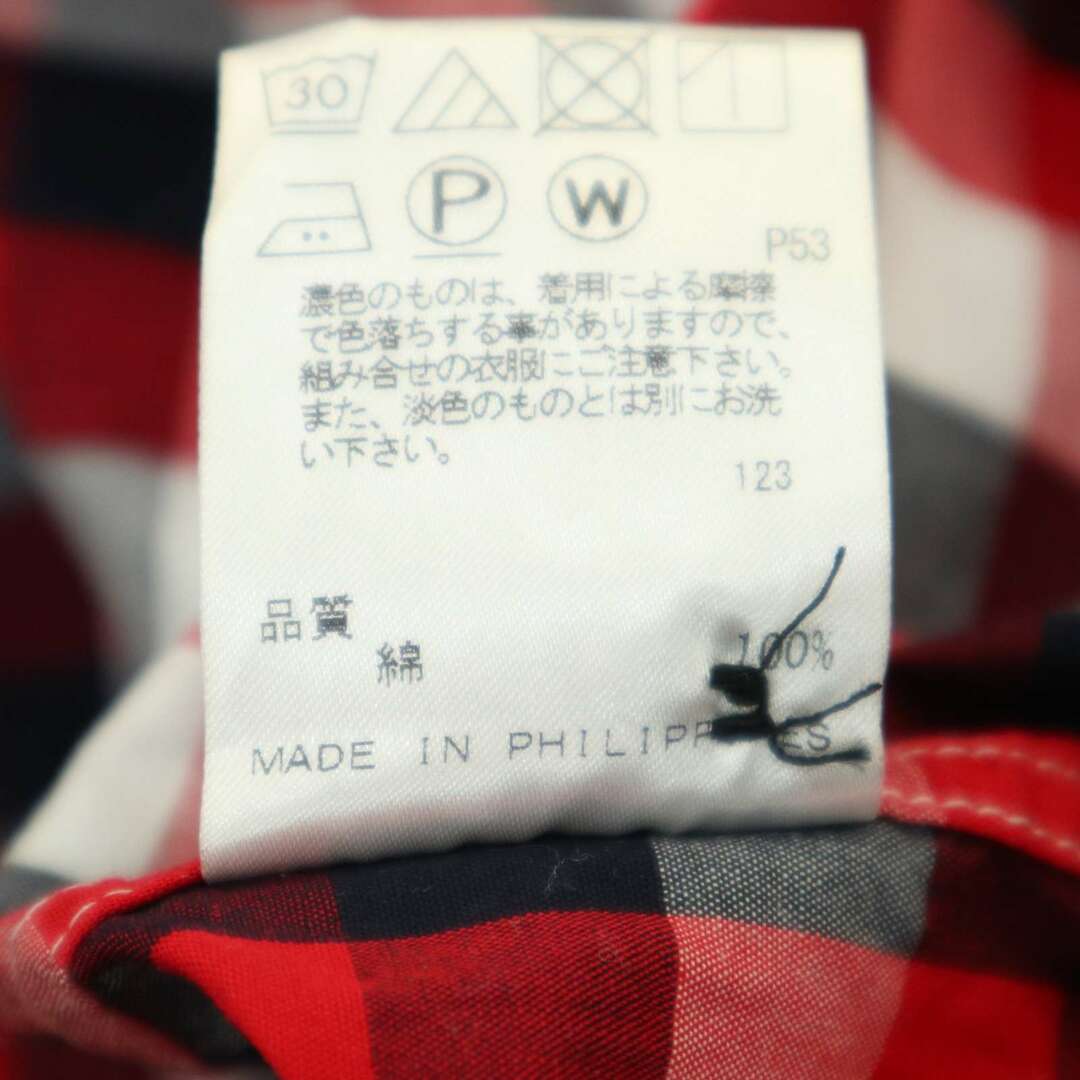 30
P W
P53
濃色のものは、着用による摩擦
で色落ちする事がありますので、
組み合せの衣服にご注意下さい。
また、淡色のものとは別にお洗
い下さい。
123
品質
綿 100%
MADE IN PHILIPPINES